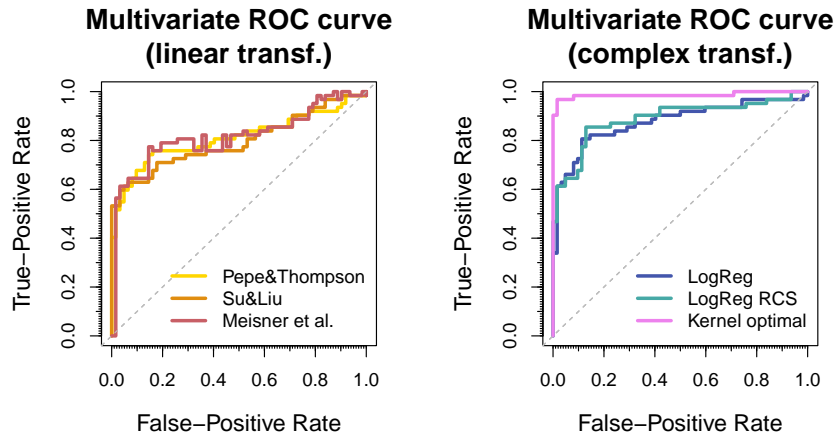 Multivariate ROC curve
(linear transf.)
True−Positive Rate
1.0
0.8
0.6
0.4
0.2
0.0
Pepe&Thompson
Su&Liu
Meisner et al.
0.0 0.2 0.4 0.6 0.8 1.0
False−Positive Rate
Multivariate ROC curve
(complex transf.)
True−Positive Rate
1.0
0.8
0.6
0.4
0.2
0.0
LogReg
LogReg RCS
Kernel optimal
0.0 0.2 0.4 0.6 0.8 1.0
False−Positive Rate